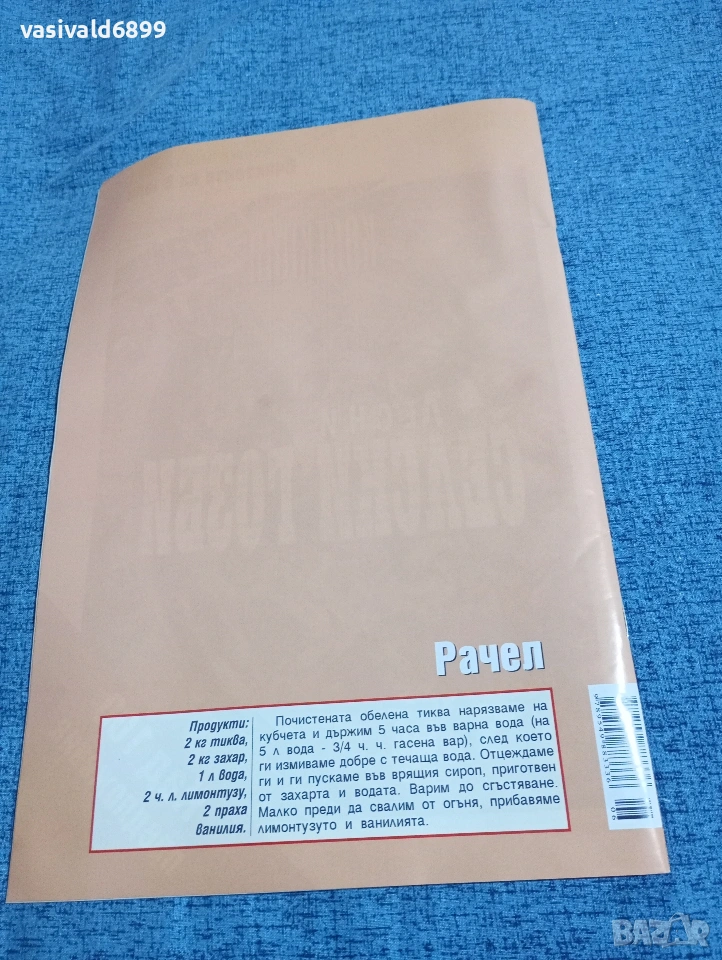 vasivald6899
Рачел
Продукти:
2 кг тиква,
2 кг захар,
1 л вода,
2 ч. л. лимонтузу,
2 праха
ванилия.
Почистената обелена тиква нарязваме на
кубчета и държим 5 часа във варна вода (на
5 л вода - 3/4 ч. ч. гасена вар), след което
ги измиваме добре с течаща вода. Отцеждаме
ги и ги пускаме във врящия сироп, приготвен
от захарта и водата. Варим до сгъстяване.
Малко преди да свалим от огъня, прибавяме
лимонтузуто и ванилията.
06
BAZAR